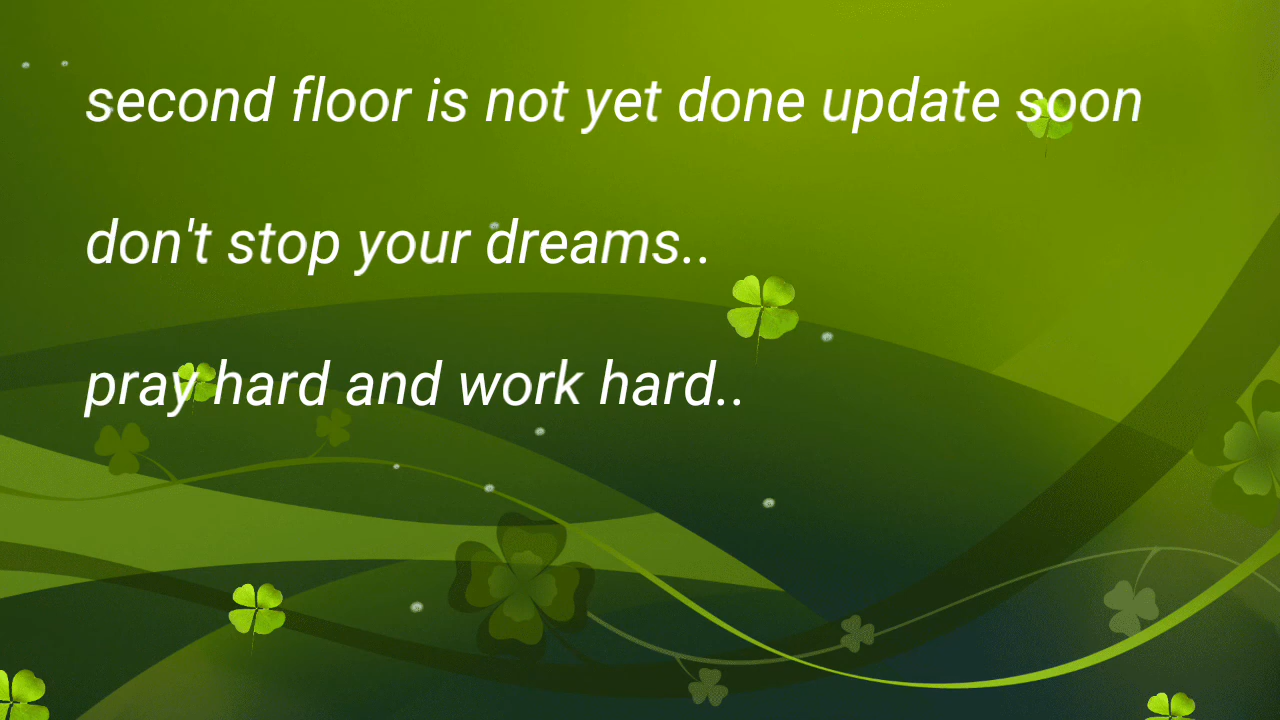 second floor is not yet done update soon
don't stop your dreams..
pray hard and work hard..